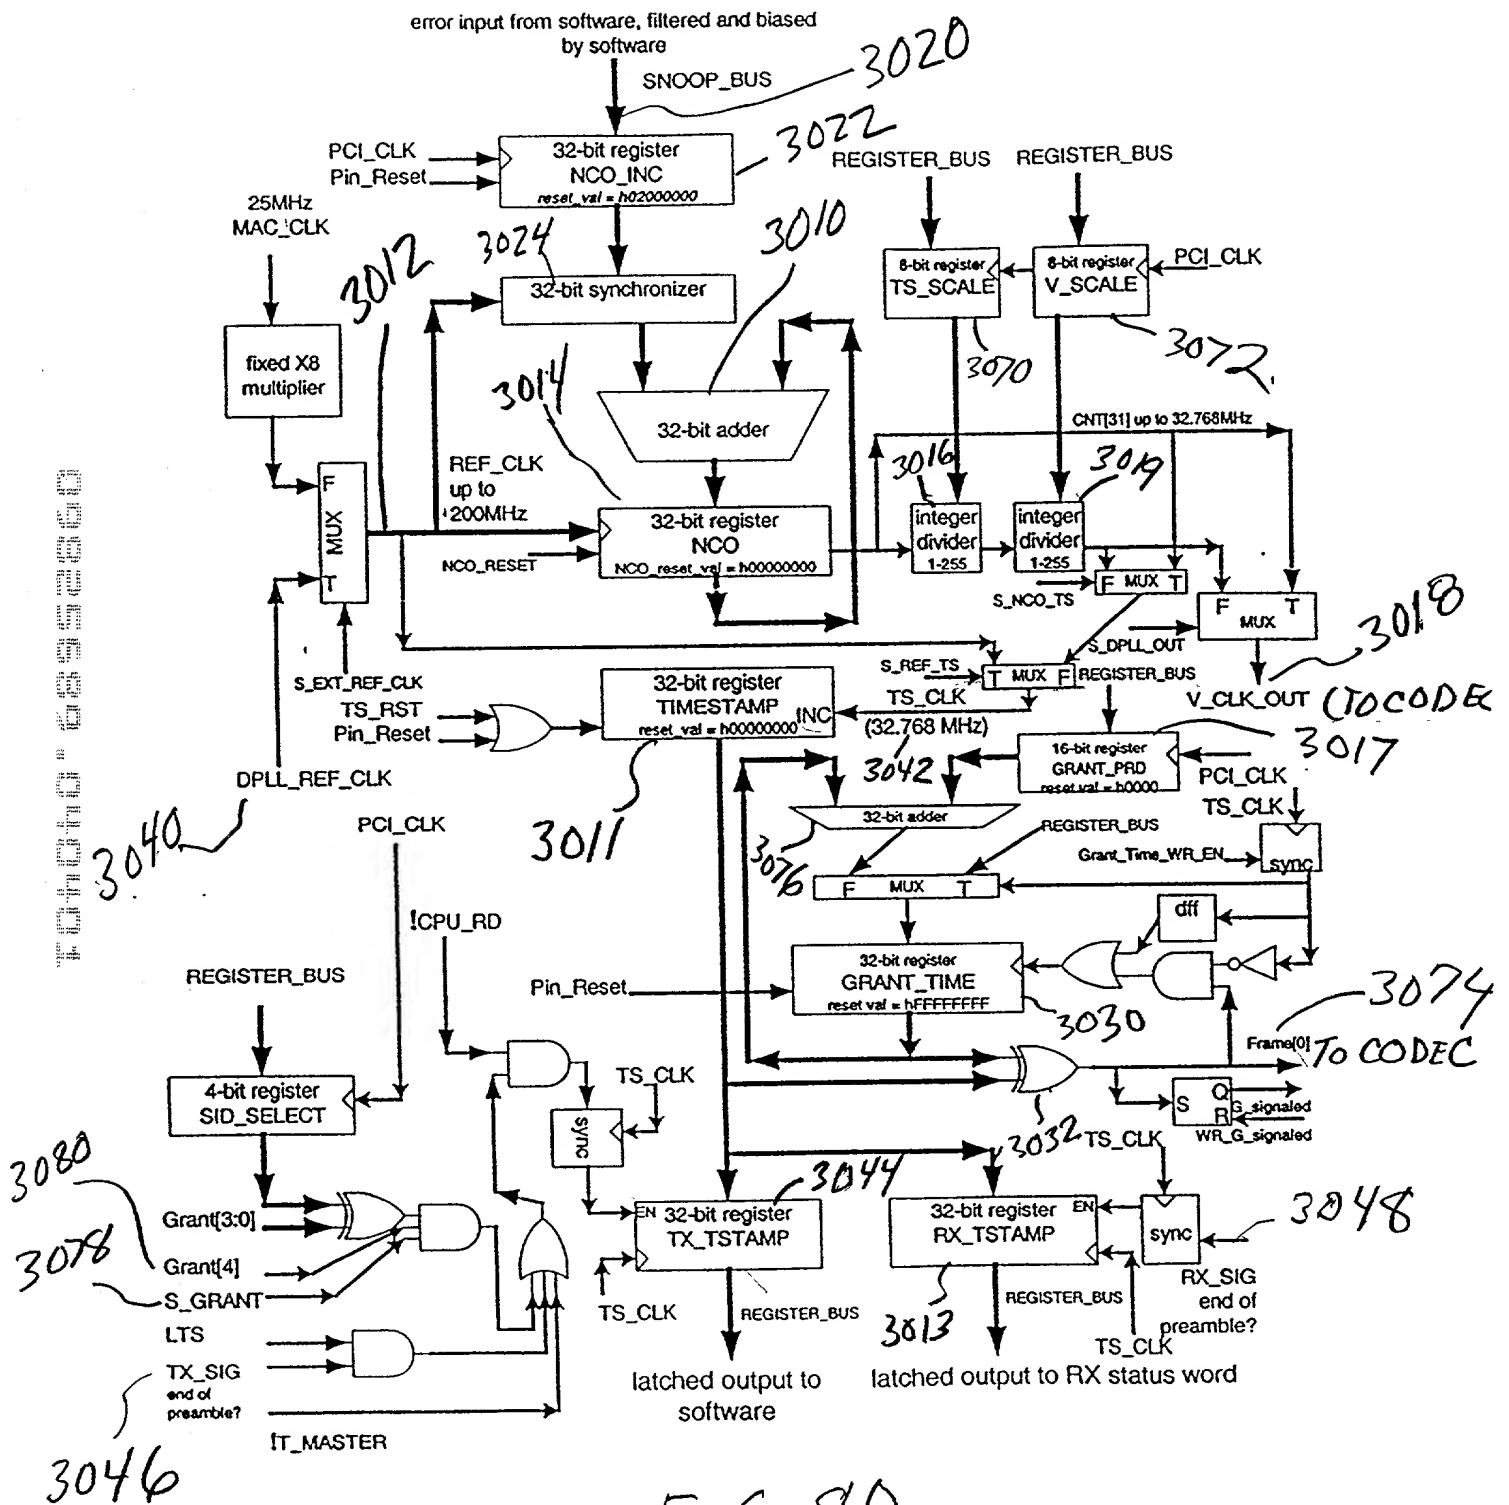 error input from software, filtered and biased
by software
SNOOP_BUS
3020
PCI_CLK
Pin_Reset
32-bit register
NCO_INC
reset_val = h02000000
3022
REGISTER_BUS
REGISTER_BUS
25MHz
MAC_CLK
3012
3024
32-bit synchronizer
3010
8-bit register
TS_SCALE
8-bit register
V_SCALE
PCI_CLK
3070
3072
fixed X8
multiplier
3014
32-bit adder
CNT[31] up to 32.768MHz
F
MUX
T
REF_CLK
up to
200MHz
NCO_RESET
32-bit register
NCO
NCO_reset_val = h00000000
3016
integer
divider
1-255
3019
integer
divider
1-255
S_NCO_TS
F MUX T
F T
MUX
S_DPLL_OUT
3018
V_CLK_OUT (TO CODEC
S_EXT_REF_CLK
TS_RST
Pin_Reset
32-bit register
TIMESTAMP
reset_val = h00000000
INC
3011
S_REF_TS
T MUX F
REGISTER_BUS
TS_CLK
(32.768 MHz)
3042
16-bit register
GRANT_PRD
reset val = h0000
3017
PCI_CLK
DPLL_REF_CLK
3040
32-bit adder
3076
REGISTER_BUS
F MUX T
TS_CLK
Grant_Time_WR_EN
sync
dff
PCI_CLK
!CPU_RD
REGISTER_BUS
Pin_Reset
32-bit register
GRANT_TIME
reset val = hFFFFFFFF
3030
3074
Frame[0]
TO CODEC
4-bit register
SID_SELECT
sync
TS_CLK
3032
S Q
R
G_signaled
WR_G_signaled
TS_CLK
3080
Grant[3:0]
3078
Grant[4]
S_GRANT
LTS
TX_SIG
end of
preamble?
3046
!T_MASTER
3044
EN
32-bit register
TX_TSTAMP
TS_CLK
REGISTER_BUS
latched output to
software
32-bit register
RX_TSTAMP
EN
3013
REGISTER_BUS
sync
3048
RX_SIG
end of
preamble?
TS_CLK
latched output to RX status word